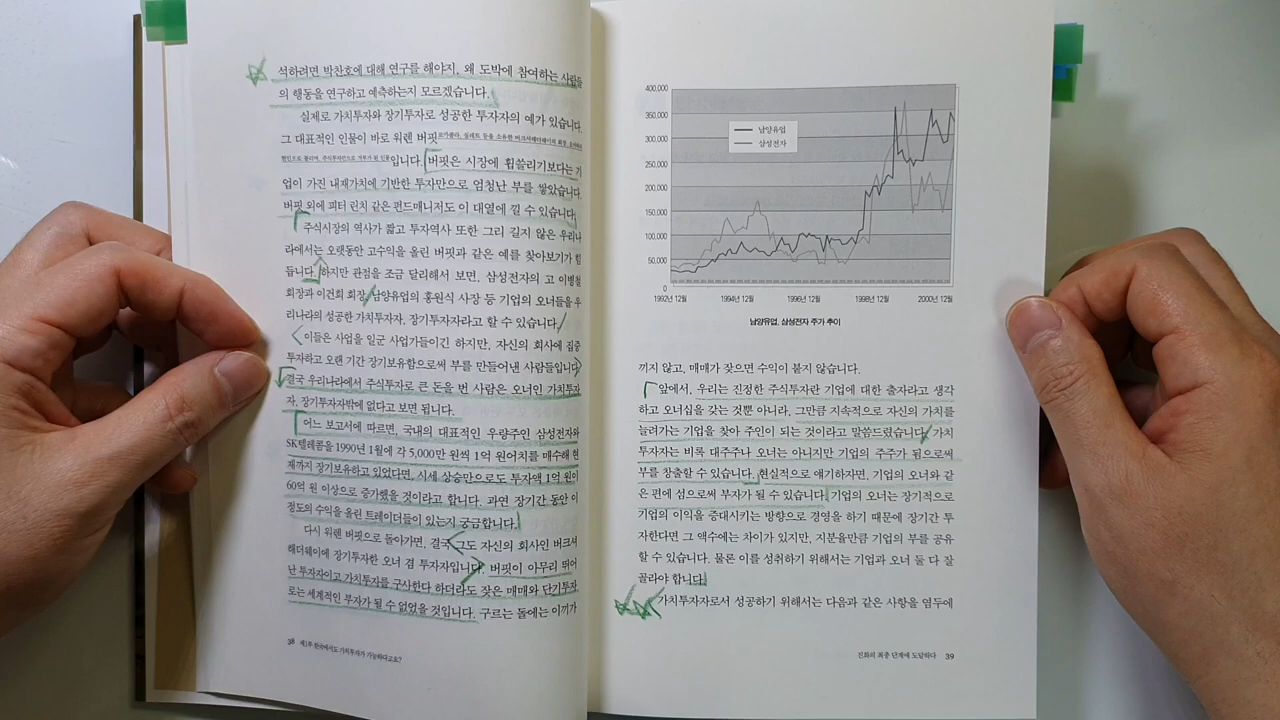 석하려면 박찬호에 대해 연구를 해야지, 왜 도박에 참여하는 사람들
의 행동을 연구하고 예측하는지 모르겠습니다.
실제로 가치투자와 장기투자로 성공한 투자자의 예가 있습니다.
그 대표적인 인물이 바로 워렌 버핏
입니다. 버핏은 시장에 휩쓸리기보다는 기
업이 가진 내재가치에 기반한 투자만으로 엄청난 부를 쌓았습니다.
버핏 외에 피터 린치 같은 펀드매니저도 이 대열에 낄 수 있습니다.
주식시장의 역사가 짧고 투자역사 또한 그리 길지 않은 우리나
라에서는 오랫동안 고수익을 올린 버핏과 같은 예를 찾아보기가 힘
듭니다. 하지만 관점을 조금 달리해서 보면, 삼성전자의 고 이병철
회장과 이건희 회장, 남양유업의 홍원식 사장 등 기업의 오너들을 우
리나라의 성공한 가치투자자, 장기투자자라고 할 수 있습니다.
이들은 사업을 일군 사업가들이긴 하지만, 자신의 회사에 집중
투자하고 오랜 기간 장기보유함으로써 부를 만들어낸 사람들입니다.
결국 우리나라에서 주식투자로 큰 돈을 번 사람은 오너인 가치투자
자, 장기투자자밖에 없다고 보면 됩니다.
어느 보고서에 따르면, 국내의 대표적인 우량주인 삼성전자와
SK텔레콤을 1990년 1월에 각 5,000만 원씩 1억 원어치를 매수해 현
재까지 장기보유하고 있었다면, 시세 상승만으로도 투자액 1억 원이
60억 원 이상으로 증가했을 것이라고 합니다. 과연 장기간 동안 이
정도의 수익을 올린 트레이더들이 있는지 궁금합니다.
다시 워렌 버핏으로 돌아가면, 결국 그도 자신의 회사인 버크셔
해더웨이에 장기투자한 오너 겸 투자자입니다. 버핏이 아무리 뛰어
난 투자자이고 가치투자를 구사한다 하더라도 잦은 매매와 단기투자
로는 세계적인 부자가 될 수 없었을 것입니다. 구르는 돌에는 이끼가
38 제1부 한국에서도 가치투자가 가능하다고요?
400,000
350,000
300,000
250,000
200,000
150,000
100,000
50,000
0
남양유업
삼성전자
1992년 12월 1994년 12월 1996년 12월 1998년 12월 2000년 12월
남양유업, 삼성전자 주가 추이
끼지 않고, 매매가 잦으면 수익이 붙지 않습니다.
앞에서, 우리는 진정한 주식투자란 기업에 대한 출자라고 생각
하고 오너십을 갖는 것뿐 아니라, 그만큼 지속적으로 자신의 가치를
늘려가는 기업을 찾아 주인이 되는 것이라고 말씀드렸습니다. 가치
투자자는 비록 대주주나 오너는 아니지만 기업의 주주가 됨으로써
부를 창출할 수 있습니다. 현실적으로 얘기하자면, 기업의 오너와 같
은 편에 섬으로써 부자가 될 수 있습니다. 기업의 오너는 장기적으로
기업의 이익을 증대시키는 방향으로 경영을 하기 때문에 장기간 투
자한다면 그 액수에는 차이가 있지만, 지분율만큼 기업의 부를 공유
할 수 있습니다. 물론 이를 성취하기 위해서는 기업과 오너 둘 다 잘
골라야 합니다.
가치투자자로서 성공하기 위해서는 다음과 같은 사항을 염두에
진화의 최종 단계에 도달하다 39